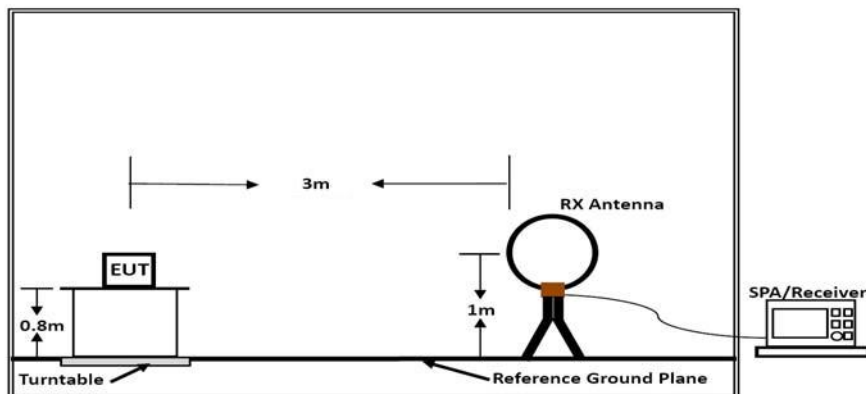 3m
RX Antenna
EUT
SPA/Receiver
0.8m
1m
Turntable
Reference Ground Plane